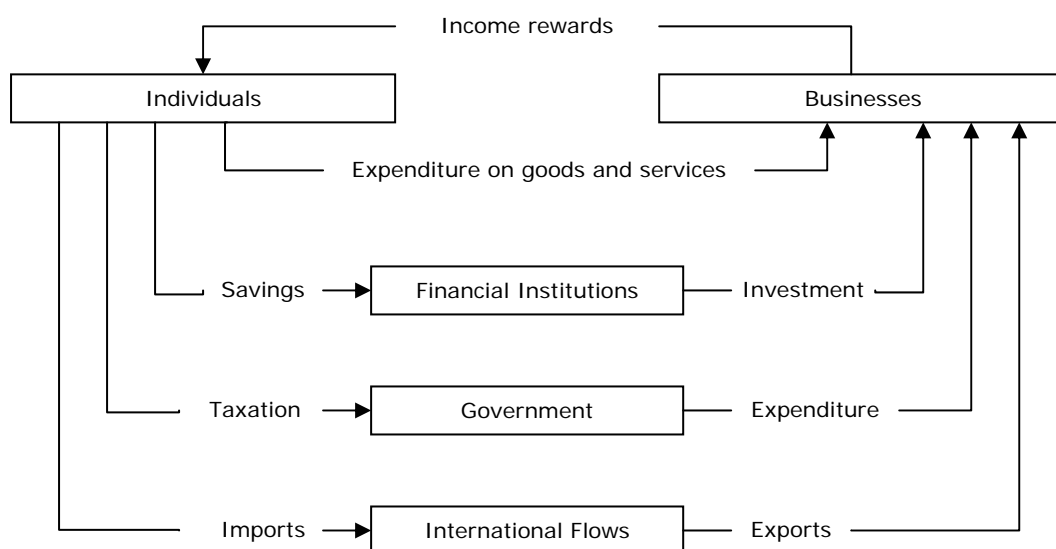 Income rewards
Individuals
Businesses
Expenditure on goods and services
Savings
Financial Institutions
Investment
Taxation
Government
Expenditure
Imports
International Flows
Exports